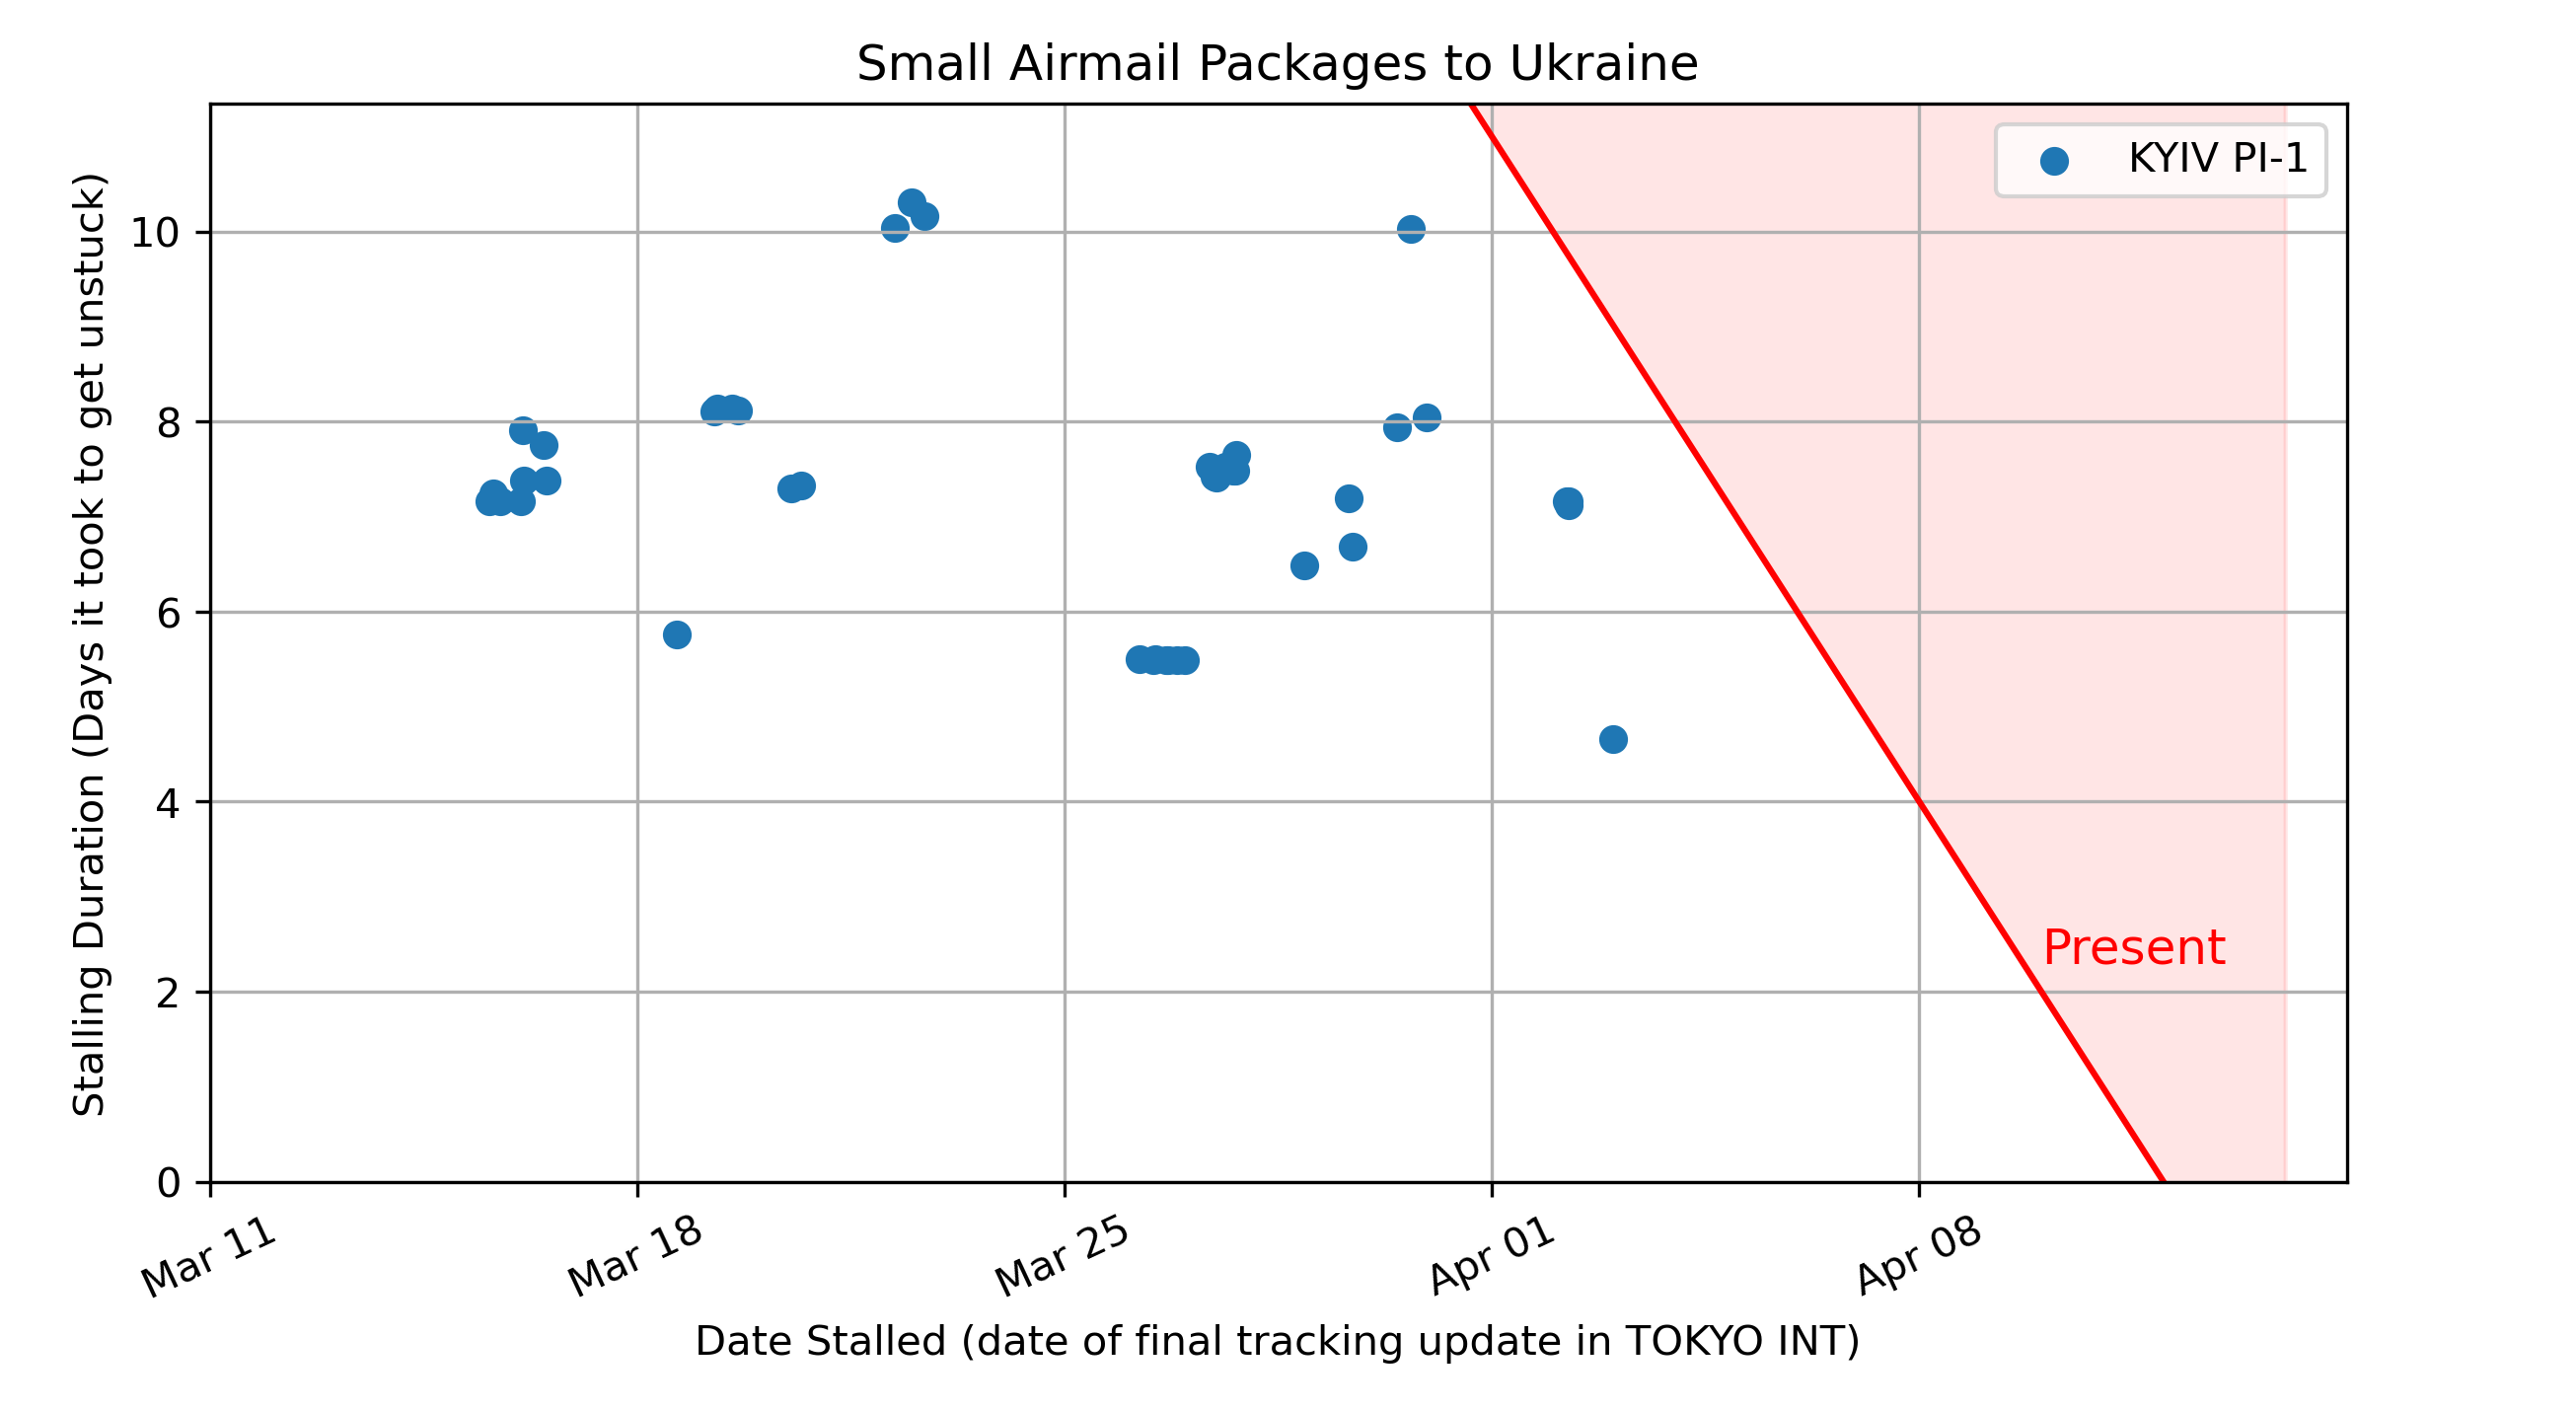 Small Airmail Packages to Ukraine
KYIV PI-1
Stalling Duration (Days it took to get unstuck)
10
8
6
4
2
0
Present
Mar 11
Mar 18
Mar 25
Apr 01
Apr 08
Date Stalled (date of final tracking update in TOKYO INT)